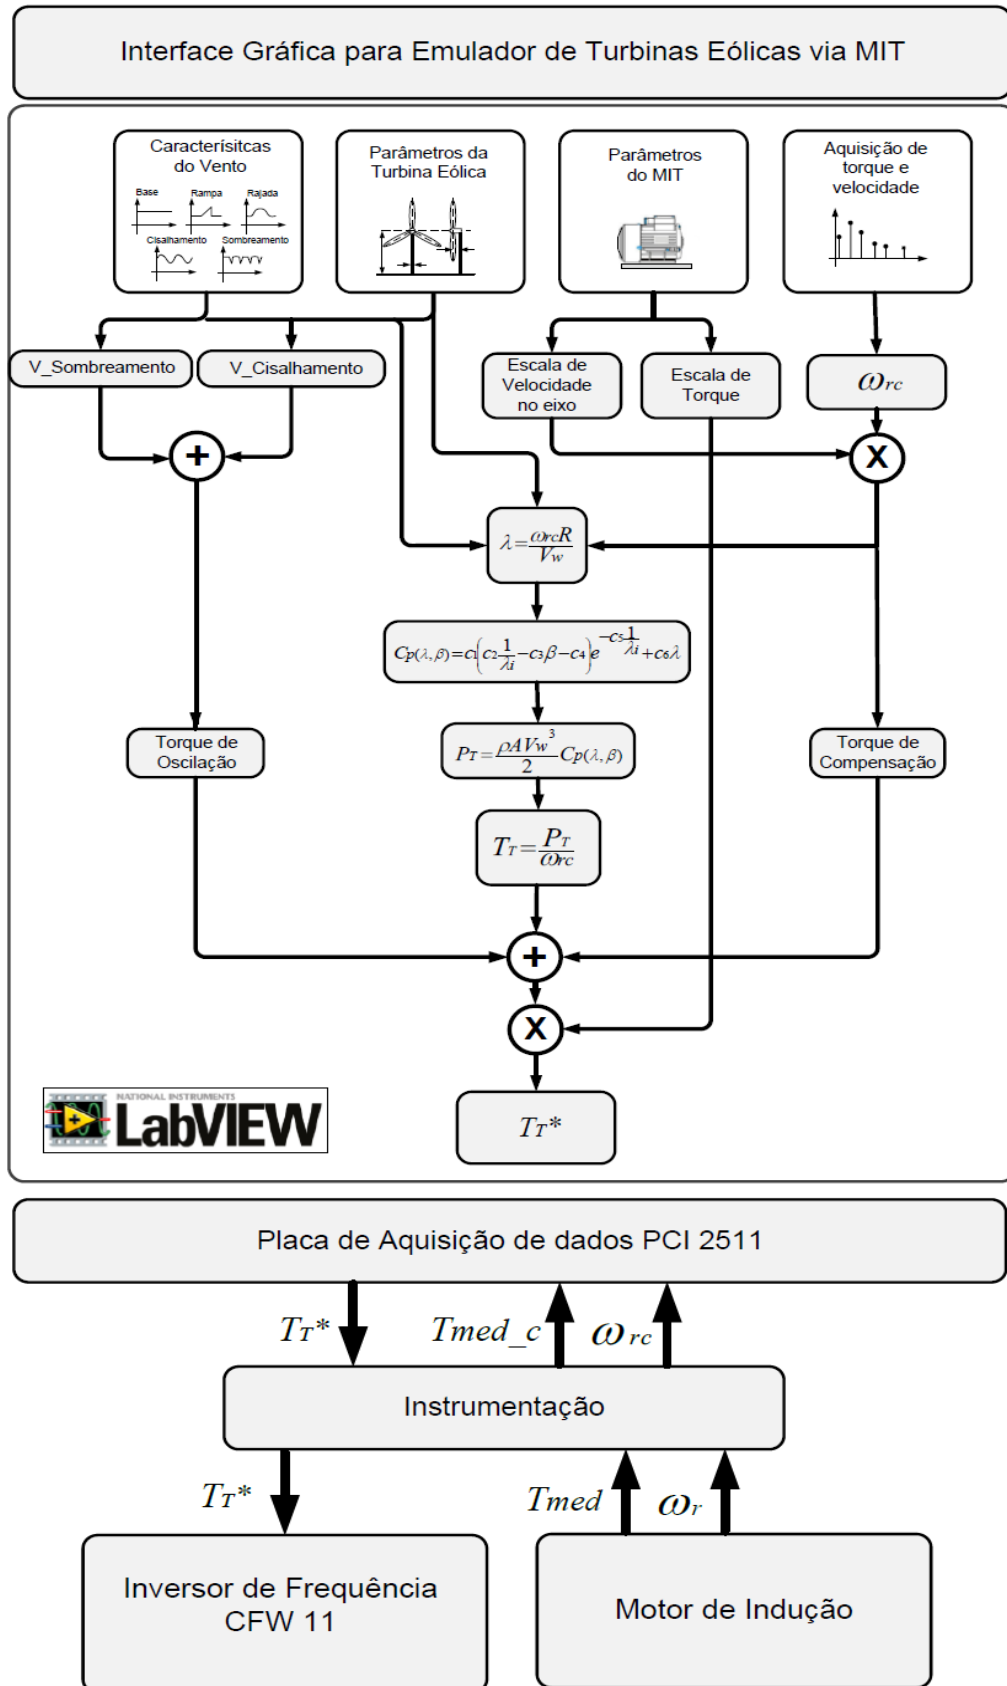 Interface Gráfica para Emulador de Turbinas Eólicas via MIT
Caracterísitcas
do Vento
Base
Rampa
Rajada
Cisalhamento
Sombreamento
Parâmetros da
Turbina Eólica
Parâmetros
do MIT
Aquisição de
torque e
velocidade
V_Sombreamento
V_Cisalhamento
Escala de
Velocidade
no eixo
Escala de
Torque
ωrc
+
X
λ=ωrcR/Vw
Cp(λ,β)=c1(c2 1/λi−c3β−c4)e^(−c5 1/λi)+c6λ
Torque de
Oscilação
PT=ρAVw³/2 Cp(λ,β)
Torque de
Compensação
TT=PT/ωrc
+
X
TT*
NATIONAL INSTRUMENTS
LabVIEW
Placa de Aquisição de dados PCI 2511
TT*
Tmed_c
ωrc
Instrumentação
TT*
Tmed
ωr
Inversor de Frequência
CFW 11
Motor de Indução